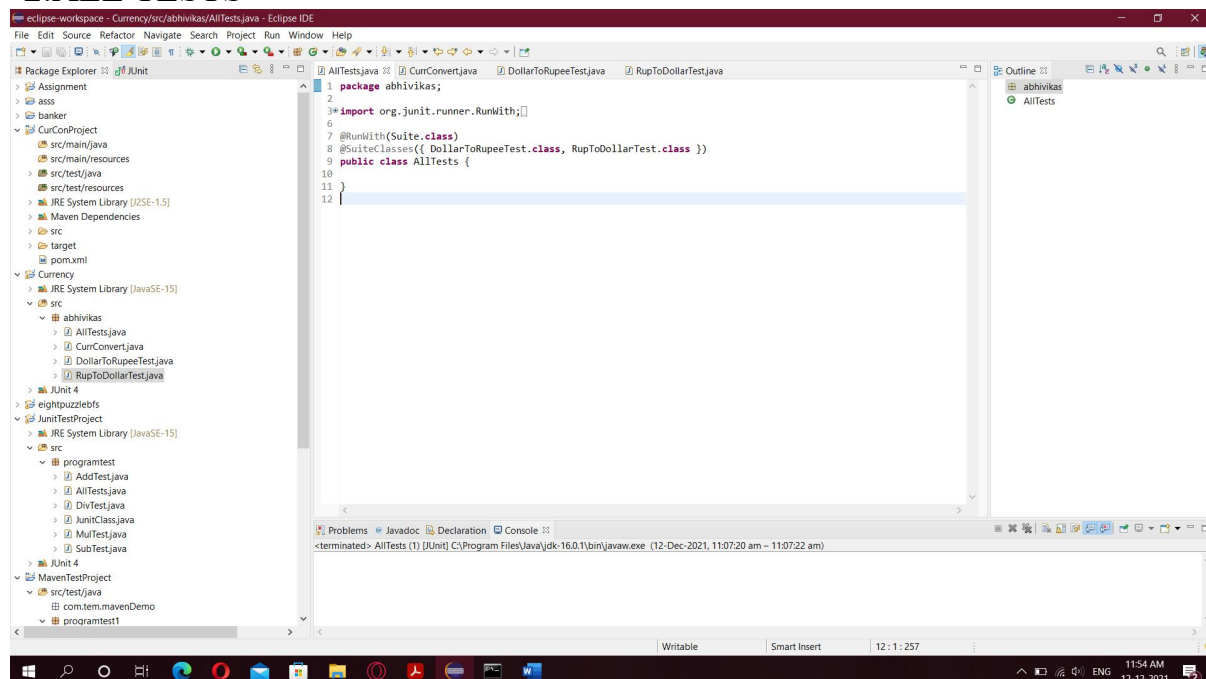 eclipse-workspace - Currency/src/abhivikas/AllTests.java - Eclipse IDE
File Edit Source Refactor Navigate Search Project Run Window Help
Package Explorer JUnit
Assignment
asss
banker
CurConProject
src/main/java
src/main/resources
src/test/java
src/test/resources
JRE System Library [J2SE-1.5]
Maven Dependencies
src
target
pom.xml
Currency
JRE System Library [JavaSE-15]
src
abhivikas
AllTests.java
CurrConvert.java
DollarToRupeeTest.java
RupToDollarTest.java
JUnit 4
eightpuzzlebfs
JunitTestProject
JRE System Library [JavaSE-15]
src
programtest
AddTest.java
AllTests.java
DivTest.java
JunitClass.java
MulTest.java
SubTest.java
JUnit 4
MavenTestProject
src/test/java
com.tem.mavenDemo
programtest1
AllTests.java CurrConvert.java DollarToRupeeTest.java RupToDollarTest.java
1 package abhivikas;
2
3 import org.junit.runner.RunWith;
6
7 @RunWith(Suite.class)
8 @SuiteClasses({ DollarToRupeeTest.class, RupToDollarTest.class })
9 public class AllTests {
10
11 }
12
Outline
abhivikas
AllTests
Problems Javadoc Declaration Console
<terminated> AllTests (1) [JUnit] C:\Program Files\Java\jdk-16.0.1\bin\javaw.exe (12-Dec-2021, 11:07:20 am – 11:07:22 am)
Writable Smart Insert 12 : 1 : 257
ENG 11:54 AM
12-12-2021